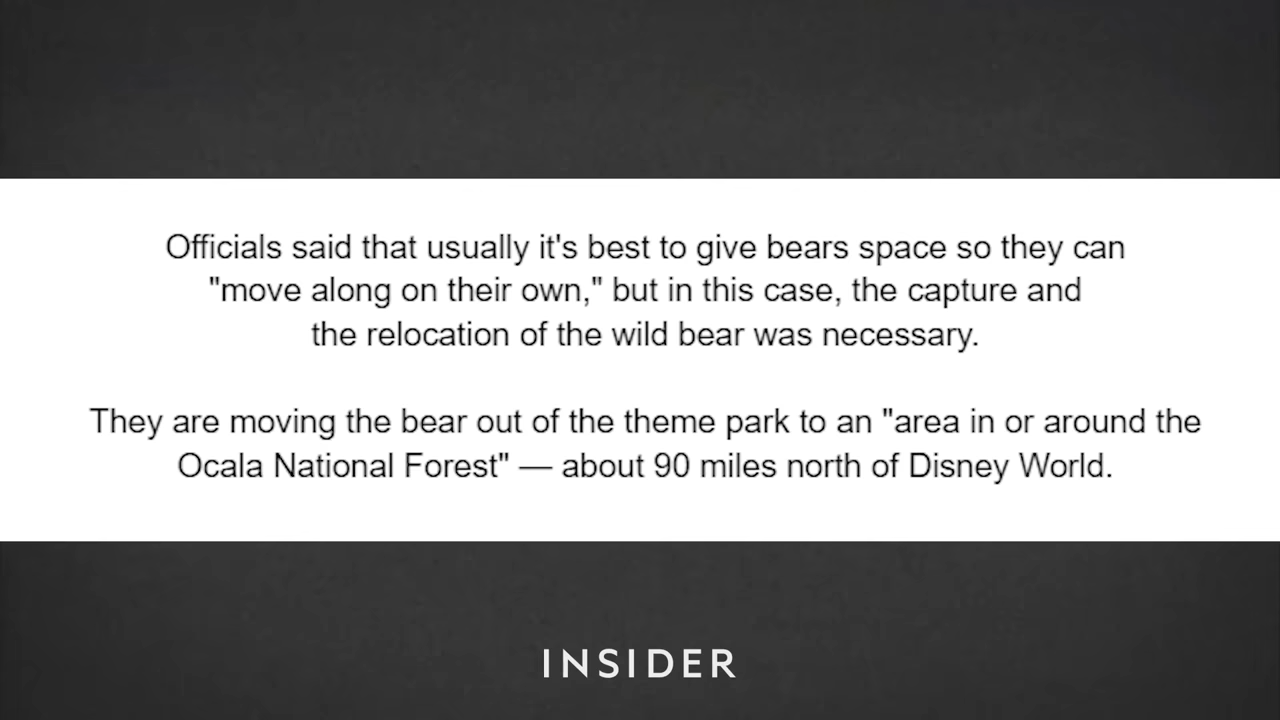 Officials said that usually it's best to give bears space so they can
"move along on their own," but in this case, the capture and
the relocation of the wild bear was necessary.
They are moving the bear out of the theme park to an "area in or around the
Ocala National Forest" — about 90 miles north of Disney World.
INSIDER